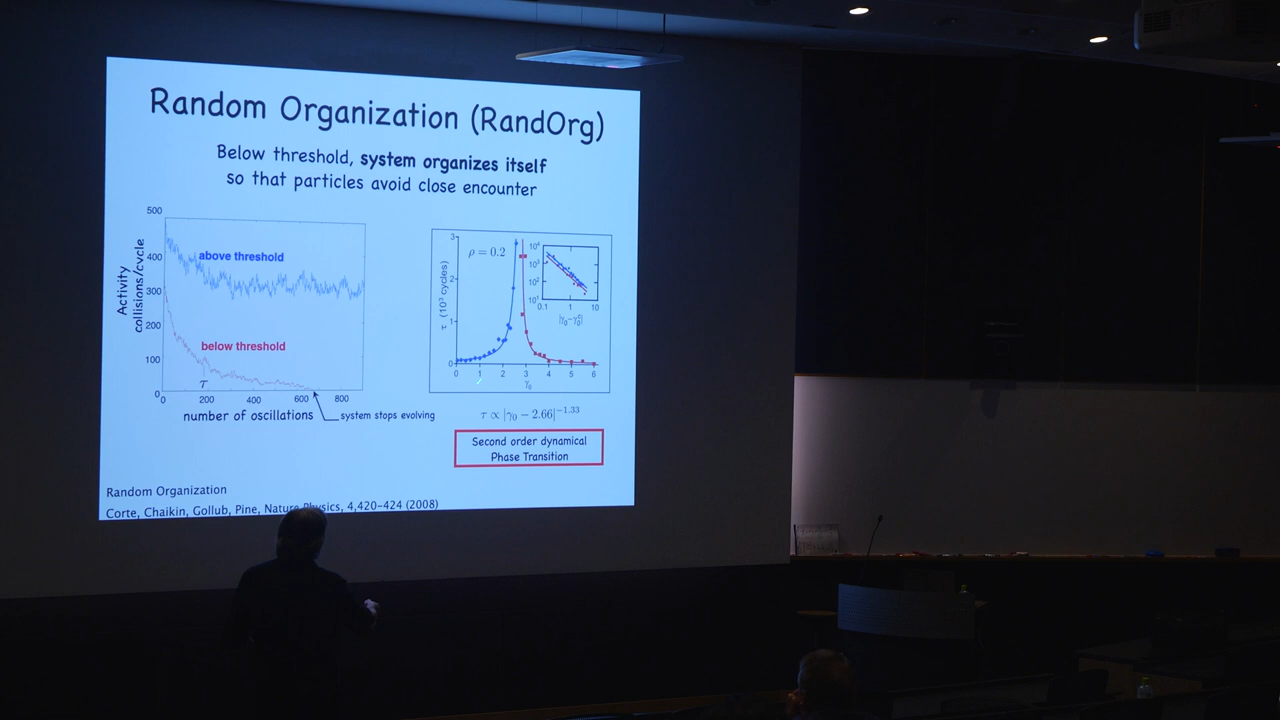 Random Organization (RandOrg)
Below threshold, system organizes itself
so that particles avoid close encounter
500
400
300
200
100
0
Activity
collisions/cycle
above threshold
below threshold
τ
0 200 400 600 800
number of oscillations
system stops evolving
3
2
1
0
τ (10³ cycles)
ρ = 0.2
10⁴
10³
10²
10¹
0.1 1 10
|γ₀-γ₀ᶜ|
0 1 2 3 4 5 6
γ₀
τ ∝ |γ₀ − 2.66|⁻¹·³³
Second order dynamical
Phase Transition
Random Organization
Corte, Chaikin, Gollub, Pine, Nature Physics, 4,420-424 (2008)